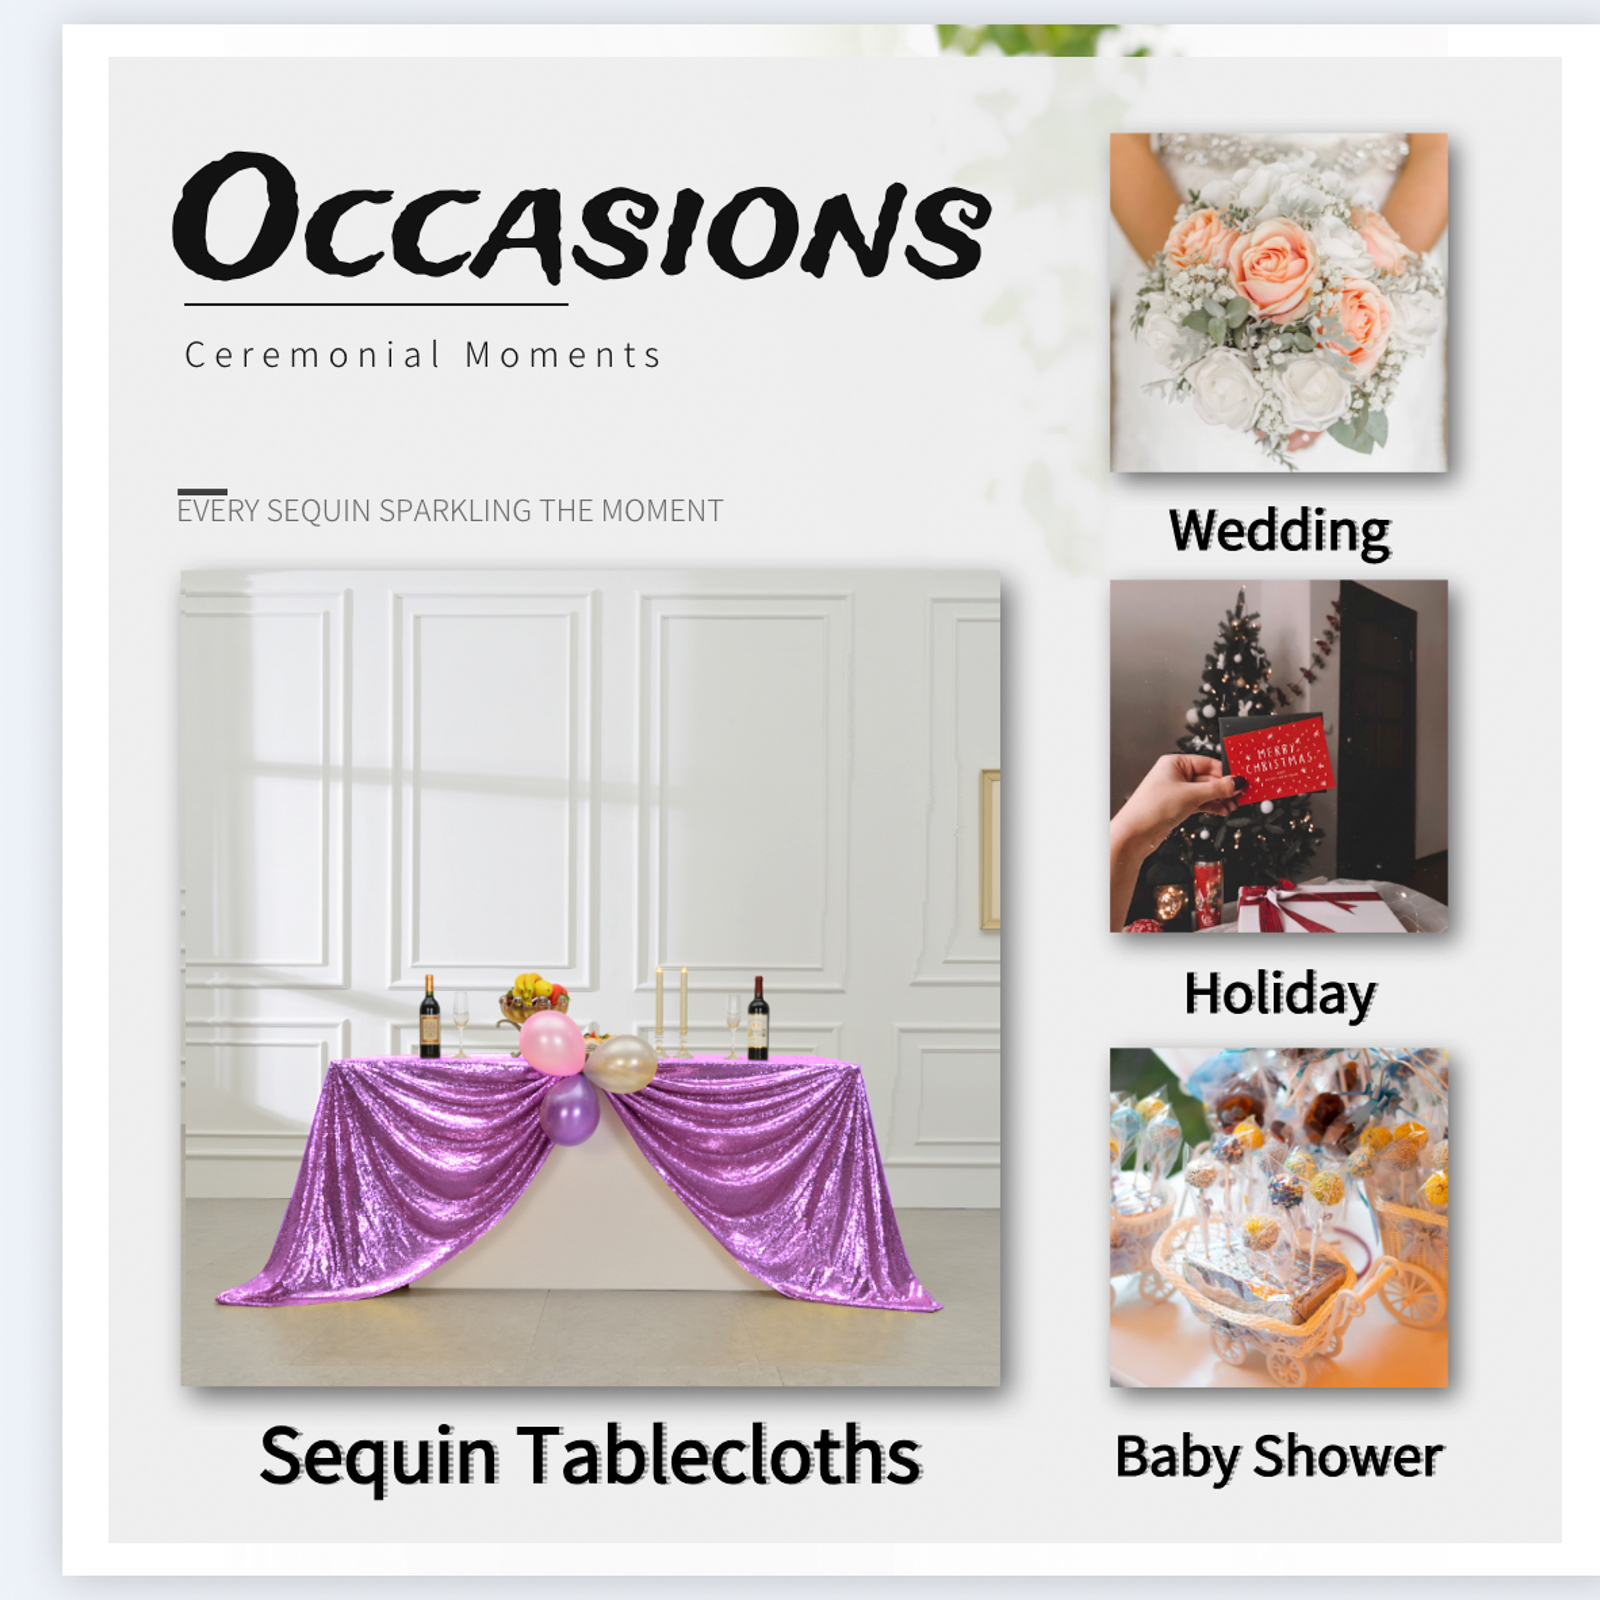 OCCASIONS
Ceremonial Moments
EVERY SEQUIN SPARKLING THE MOMENT
Wedding
MERRY
CHRISTMAS
Holiday
Sequin Tablecloths
Baby Shower